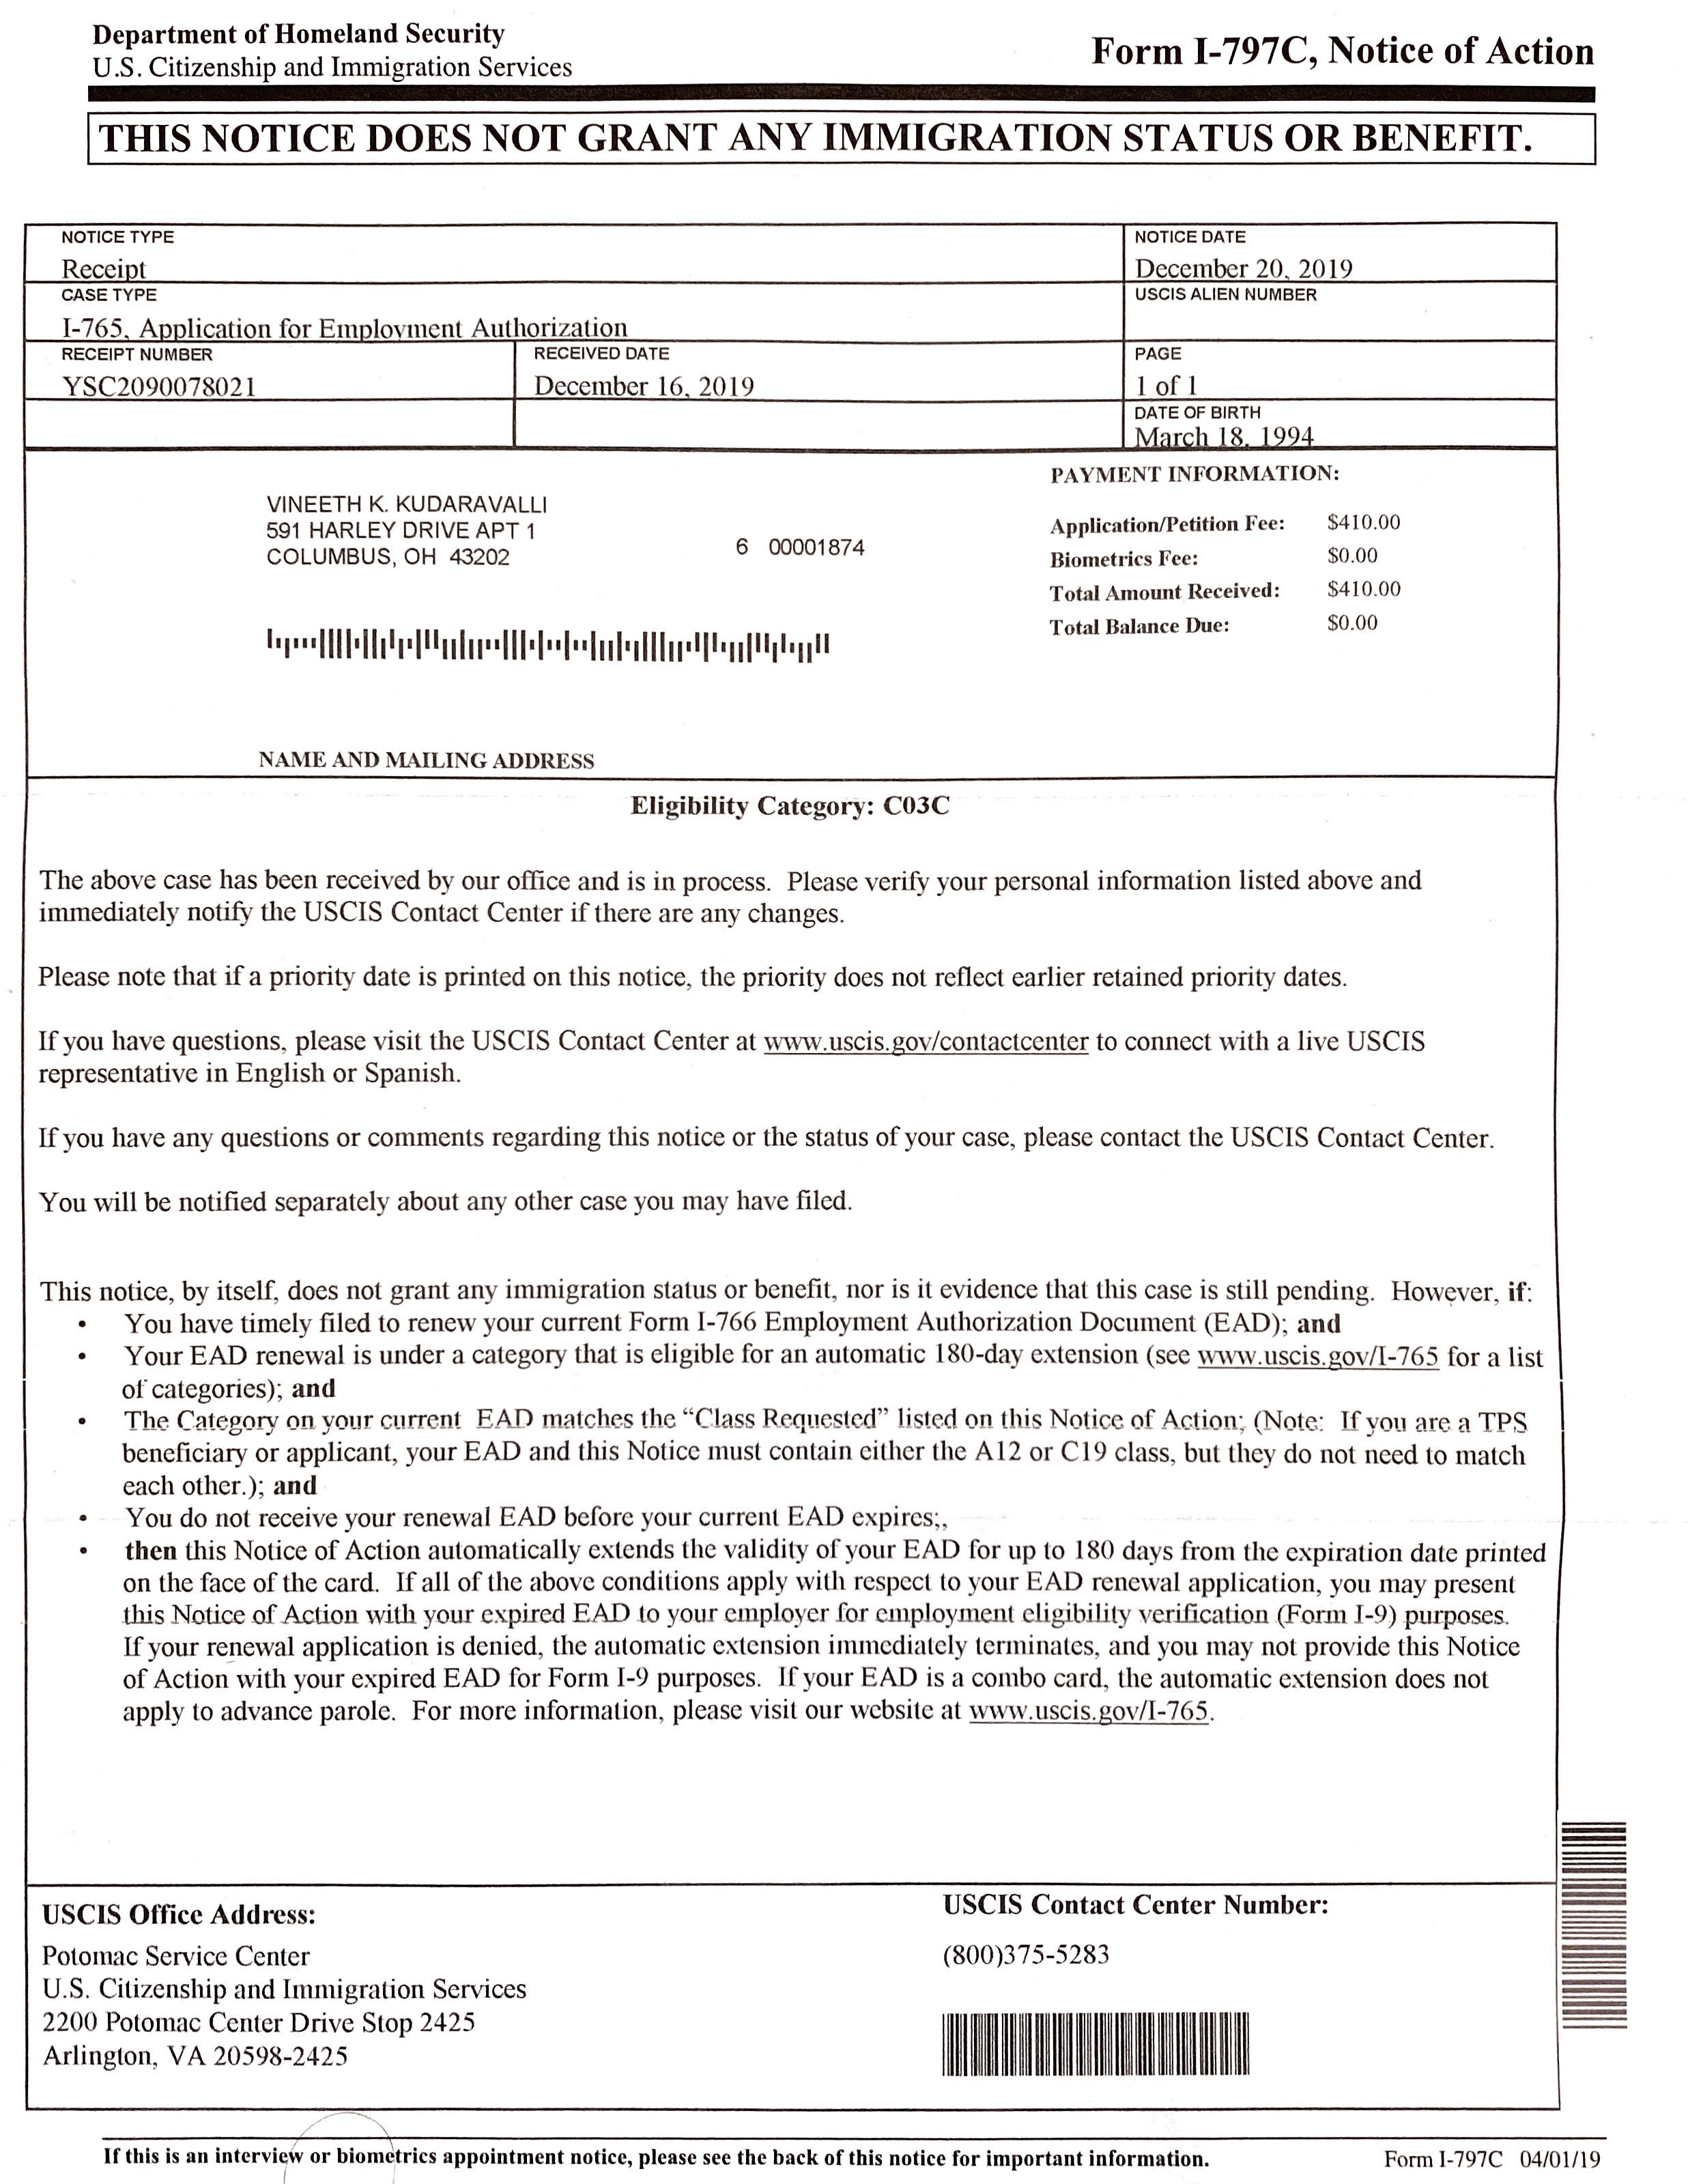 Department of Homeland Security
U.S. Citizenship and Immigration Services
Form I-797C, Notice of Action
THIS NOTICE DOES NOT GRANT ANY IMMIGRATION STATUS OR BENEFIT.
NOTICE TYPE
Receipt
NOTICE DATE
December 20, 2019
CASE TYPE
I-765, Application for Employment Authorization
USCIS ALIEN NUMBER
RECEIPT NUMBER
YSC2090078021
RECEIVED DATE
December 16, 2019
PAGE
1 of 1
DATE OF BIRTH
March 18, 1994
VINEETH K. KUDARAVALLI
591 HARLEY DRIVE APT 1
COLUMBUS, OH 43202
6 00001874
NAME AND MAILING ADDRESS
PAYMENT INFORMATION:
Application/Petition Fee: $410.00
Biometrics Fee: $0.00
Total Amount Received: $410.00
Total Balance Due: $0.00
Eligibility Category: C03C
The above case has been received by our office and is in process. Please verify your personal information listed above and
immediately notify the USCIS Contact Center if there are any changes.
Please note that if a priority date is printed on this notice, the priority does not reflect earlier retained priority dates.
If you have questions, please visit the USCIS Contact Center at www.uscis.gov/contactcenter to connect with a live USCIS
representative in English or Spanish.
If you have any questions or comments regarding this notice or the status of your case, please contact the USCIS Contact Center.
You will be notified separately about any other case you may have filed.
This notice, by itself, does not grant any immigration status or benefit, nor is it evidence that this case is still pending. However, if:
• You have timely filed to renew your current Form I-766 Employment Authorization Document (EAD); and
• Your EAD renewal is under a category that is eligible for an automatic 180-day extension (see www.uscis.gov/I-765 for a list
of categories); and
• The Category on your current EAD matches the “Class Requested” listed on this Notice of Action; (Note: If you are a TPS
beneficiary or applicant, your EAD and this Notice must contain either the A12 or C19 class, but they do not need to match
each other.); and
• You do not receive your renewal EAD before your current EAD expires;,
• then this Notice of Action automatically extends the validity of your EAD for up to 180 days from the expiration date printed
on the face of the card. If all of the above conditions apply with respect to your EAD renewal application, you may present
this Notice of Action with your expired EAD to your employer for employment eligibility verification (Form I-9) purposes.
If your renewal application is denied, the automatic extension immediately terminates, and you may not provide this Notice
of Action with your expired EAD for Form I-9 purposes. If your EAD is a combo card, the automatic extension does not
apply to advance parole. For more information, please visit our website at www.uscis.gov/I-765.
USCIS Office Address:
Potomac Service Center
U.S. Citizenship and Immigration Services
2200 Potomac Center Drive Stop 2425
Arlington, VA 20598-2425
USCIS Contact Center Number:
(800)375-5283
If this is an interview or biometrics appointment notice, please see the back of this notice for important information.
Form I-797C 04/01/19